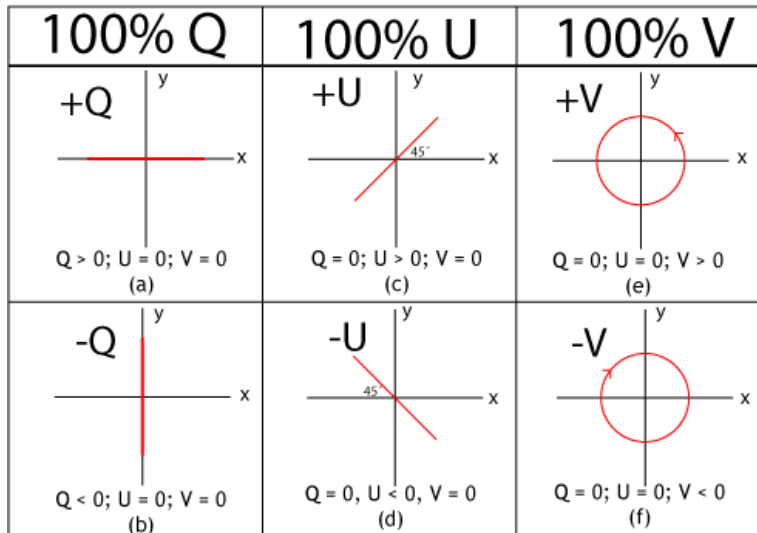 100% Q
100% U
100% V
+Q
y
x
Q > 0; U = 0; V = 0
(a)
+U
y
45°
x
Q = 0; U > 0; V = 0
(c)
+V
y
x
Q = 0; U = 0; V > 0
(e)
-Q
y
x
Q < 0; U = 0; V = 0
(b)
-U
y
45°
x
Q = 0, U < 0, V = 0
(d)
-V
y
x
Q = 0; U = 0; V < 0
(f)